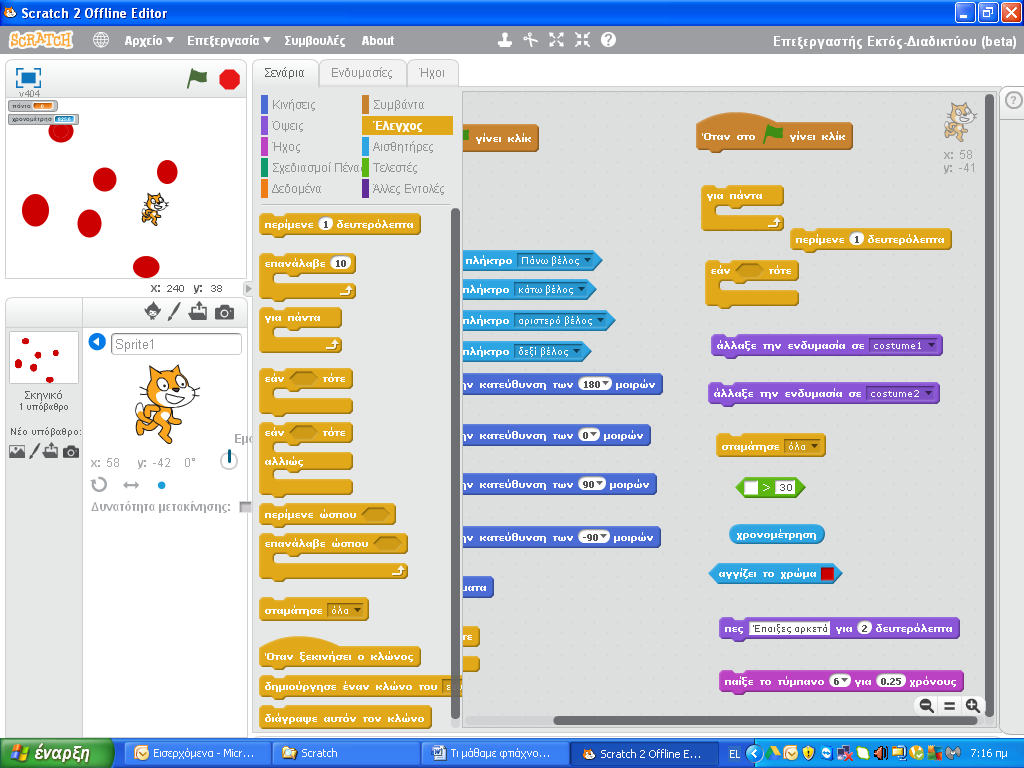 Scratch 2 Offline Editor
SCRATCH Αρχείο Επεξεργασία Συμβουλές About Επεξεργαστής Εκτός-Διαδικτύου (beta)
v404
πόντοι
χρονομέτρηση
x: 240 y: 38
Sprite1
Σκηνικό
1 υπόβαθρο
Νέο υπόβαθρο:
x: 58 y: -42 0°
Δυνατότητα μετακίνησης:
Σενάρια Ενδυμασίες Ήχοι
Κινήσεις Συμβάντα
Όψεις Έλεγχος
Ήχος Αισθητήρες
Σχεδιασμοί Πένα Τελεστές
Δεδομένα Άλλες Εντολές
περίμενε 1 δευτερόλεπτα
επανάλαβε 10
για πάντα
εάν τότε
εάν τότε
αλλιώς
περίμενε ώσπου
επανάλαβε ώσπου
σταμάτησε όλα
Όταν ξεκινήσει ο κλώνος
δημιούργησε έναν κλώνο του
διάγραψε αυτόν τον κλώνο
γίνει κλικ
πλήκτρο Πάνω βέλος
πλήκτρο κάτω βέλος
πλήκτρο αριστερό βέλος
πλήκτρο δεξί βέλος
ην κατεύθυνση των 180 μοιρών
ην κατεύθυνση των 0 μοιρών
ην κατεύθυνση των 90 μοιρών
ην κατεύθυνση των -90 μοιρών
ματα
τε
x: 58
y: -41
Όταν στο γίνει κλικ
για πάντα
περίμενε 1 δευτερόλεπτα
εάν τότε
άλλαξε την ενδυμασία σε costume1
άλλαξε την ενδυμασία σε costume2
σταμάτησε όλα
> 30
χρονομέτρηση
αγγίζει το χρώμα
πες Έπαιξες αρκετά για 2 δευτερόλεπτα
παίξε το τύμπανο 6 για 0.25 χρόνους
έναρξη Εισερχόμενα - Micr... Scratch Τι μάθαμε φτιάχνο... Scratch 2 Offline E... EL 7:16 πμ